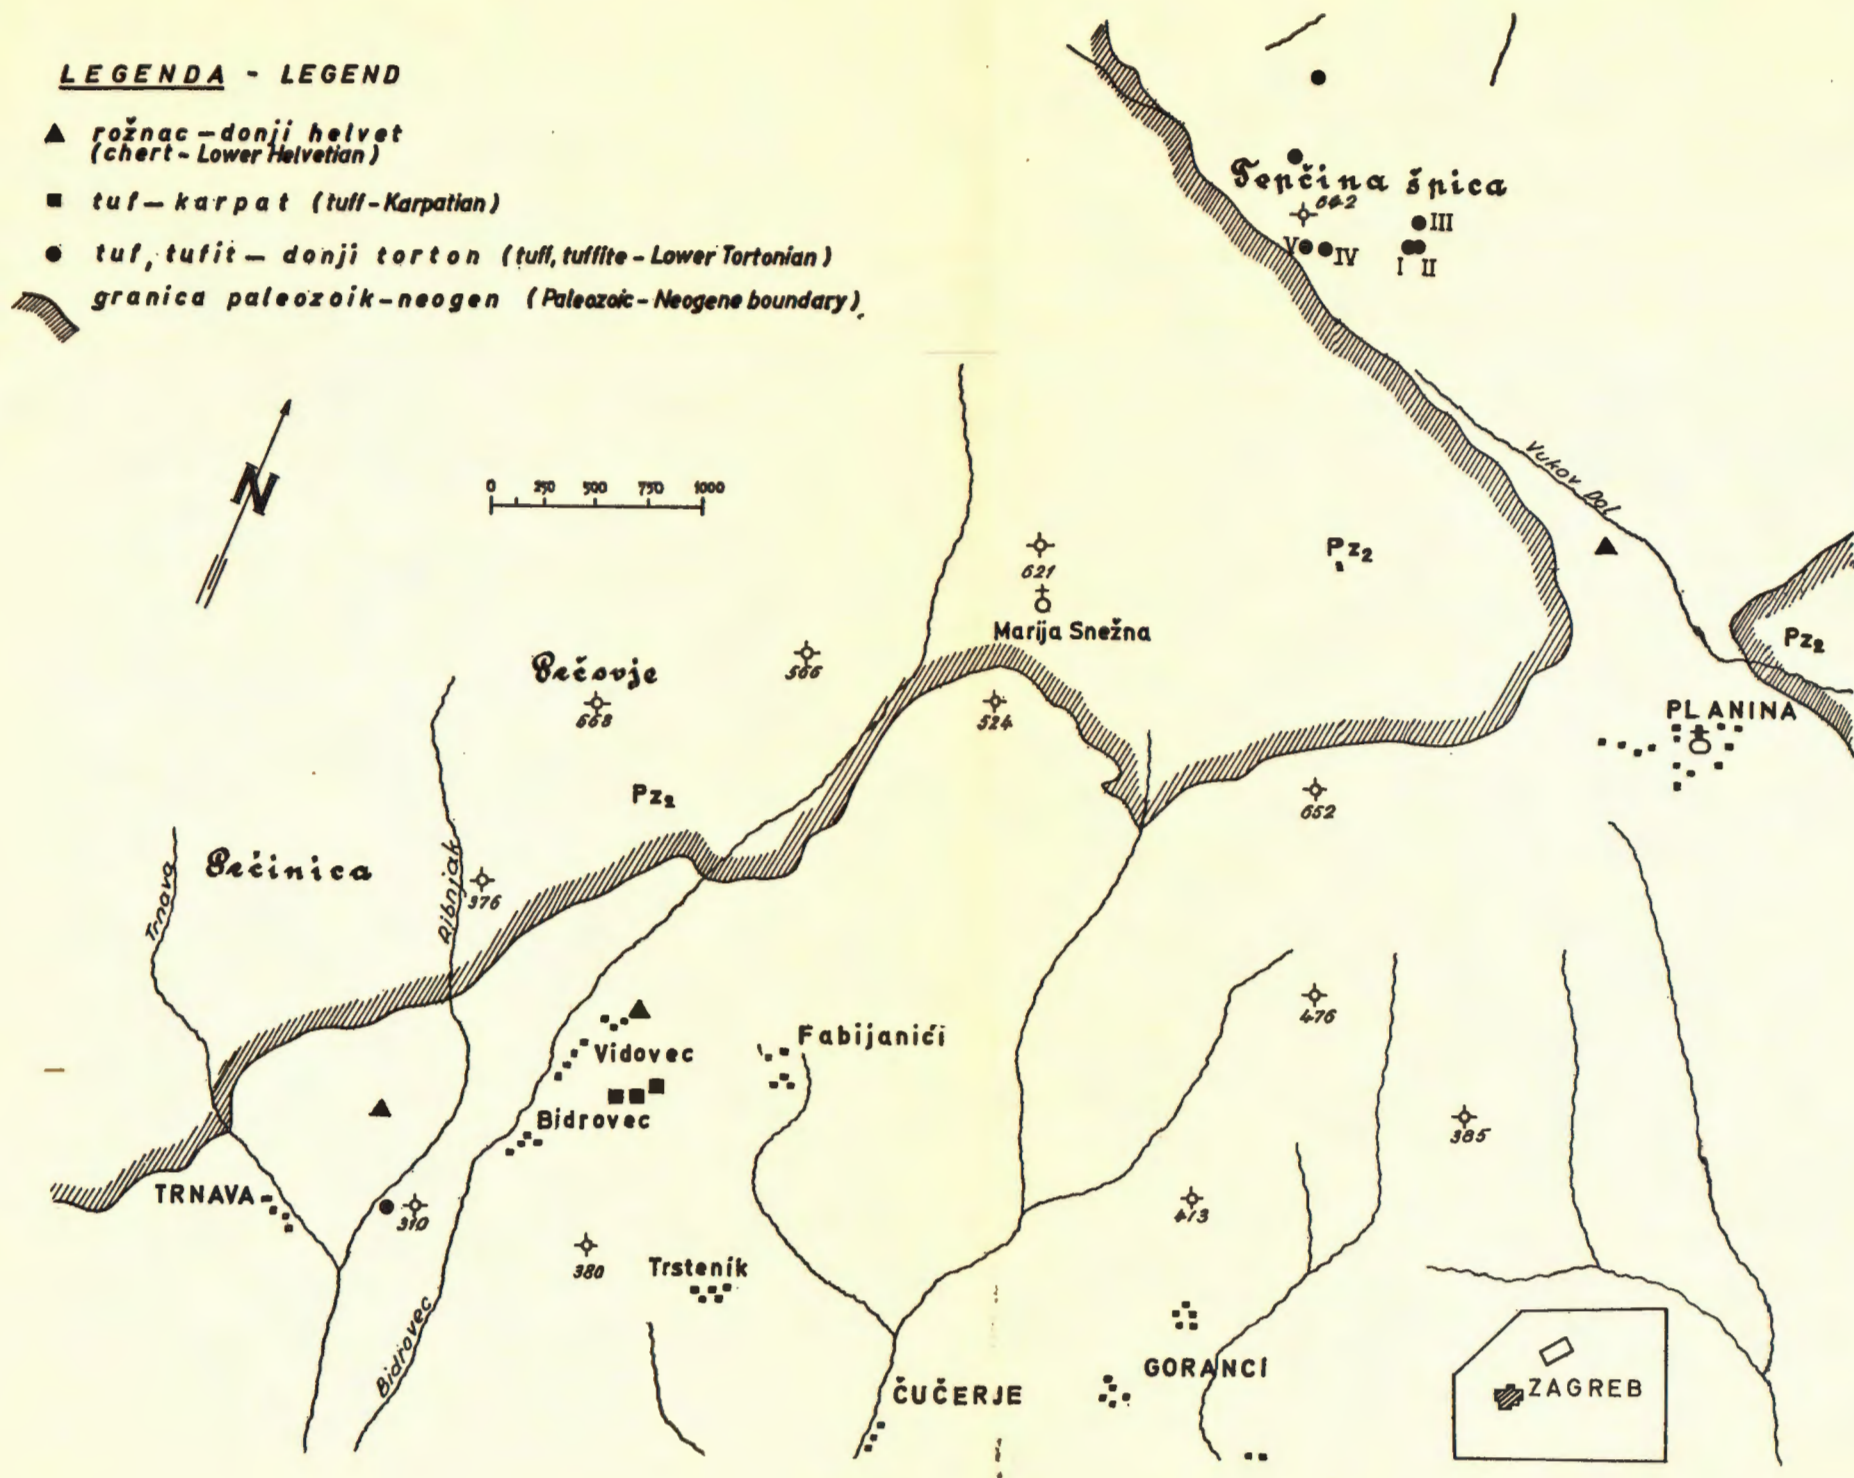 LEGENDA - LEGEND
rožnac – donji helvet
(chert - Lower Helvetian)
tuf – karpat (tuff - Karpatian)
tuf, tufit – donji torton (tuff, tuffite - Lower Tortonian)
granica paleozoik-neogen (Paleozoic - Neogene boundary)
Tepčina špica
642
III
V
IV
I
II
N
0 250 500 750 1000
Vukov Dol
621
Marija Snežna
Pz2
Pz2
Pečovje
668
566
524
PLANINA
Pz2
652
Trnava
Pečinica
Ribnjak
376
476
Vidovec
Fabijanići
Bidrovec
385
TRNAVA
310
413
380
Trstenik
Bidrovec
GORANCI
ČUČERJE
ZAGREB